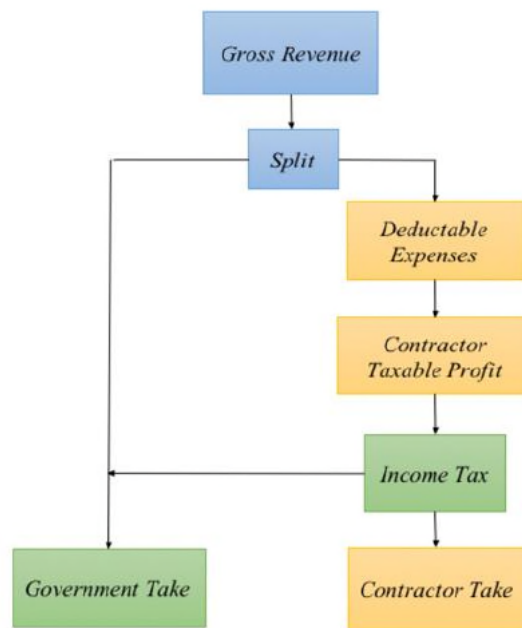 Gross Revenue
Split
Deductable
Expenses
Contractor
Taxable Profit
Income Tax
Government Take
Contractor Take